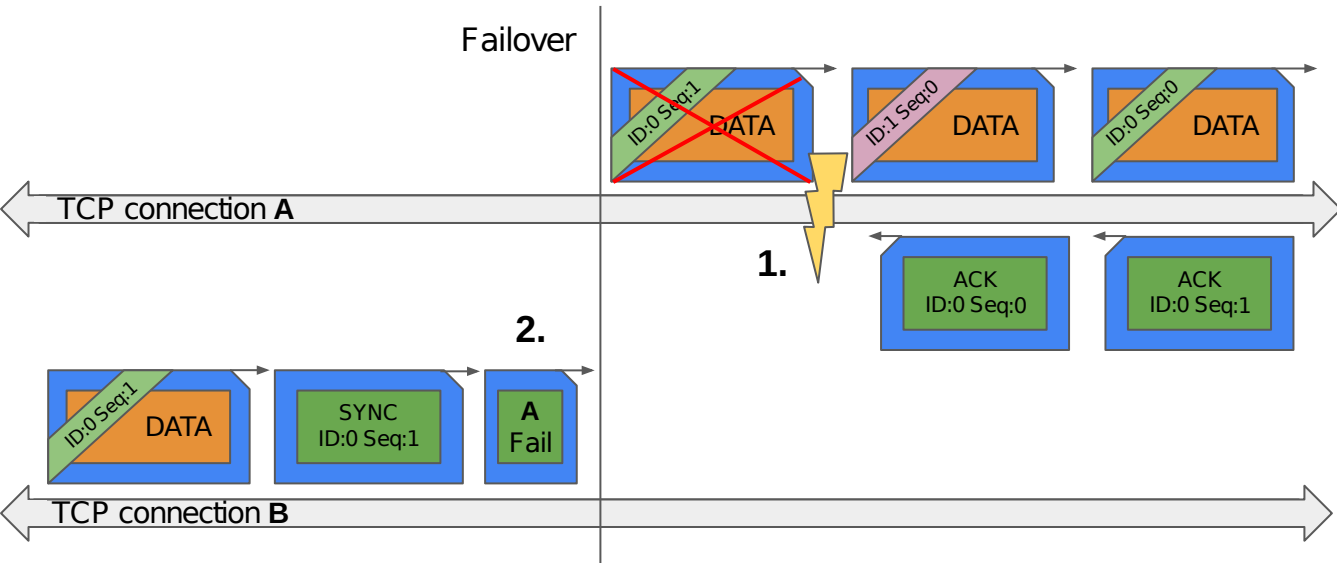 Failover
ID:0 Seq:1
DATA
ID:1 Seq:0
DATA
ID:0 Seq:0
DATA
TCP connection A
1.
ACK
ID:0 Seq:0
ACK
ID:0 Seq:1
2.
ID:0 Seq:1
DATA
SYNC
ID:0 Seq:1
A
Fail
TCP connection B